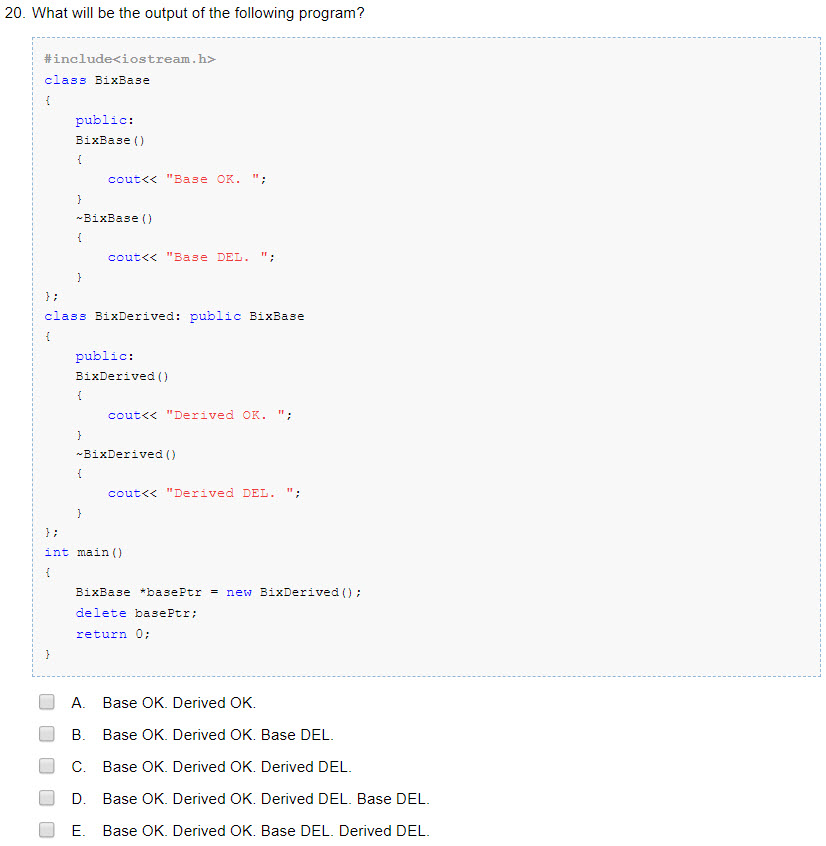 20. What will be the output of the following program?
#include<iostream.h>
class BixBase
{
public:
BixBase()
{
cout<< "Base OK. ";
}
~BixBase()
{
cout<< "Base DEL. ";
}
};
class BixDerived: public BixBase
{
public:
BixDerived()
{
cout<< "Derived OK. ";
}
~BixDerived()
{
cout<< "Derived DEL. ";
}
};
int main()
{
BixBase *basePtr = new BixDerived();
delete basePtr;
return 0;
}
A. Base OK. Derived OK.
B. Base OK. Derived OK. Base DEL.
C. Base OK. Derived OK. Derived DEL.
D. Base OK. Derived OK. Derived DEL. Base DEL.
E. Base OK. Derived OK. Base DEL. Derived DEL.